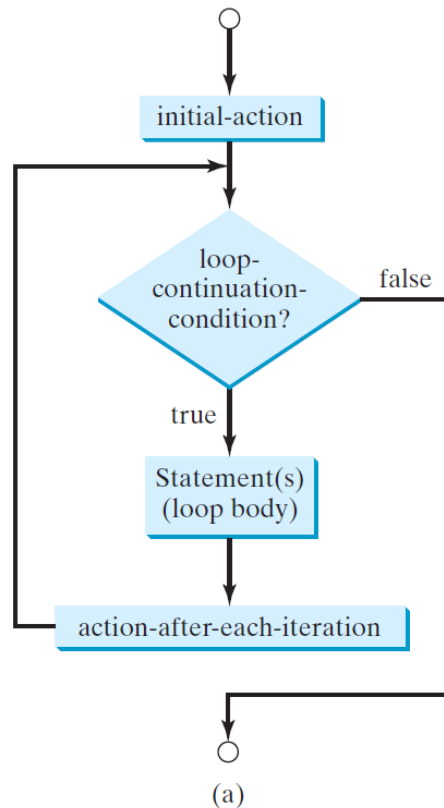 initial-action
loop-
continuation-
condition?
false
true
Statement(s)
(loop body)
action-after-each-iteration
(a)